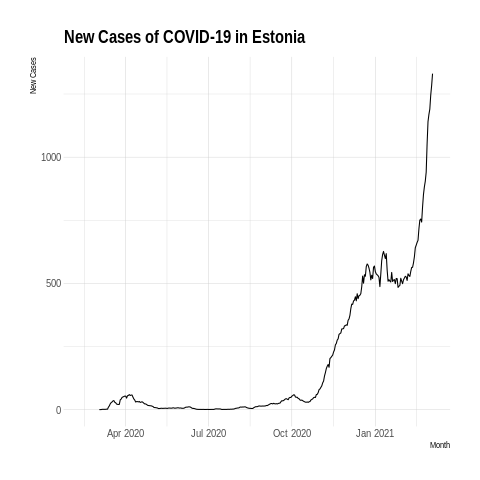 New Cases of COVID-19 in Estonia
New Cases
1000
500
0
Apr 2020
Jul 2020
Oct 2020
Jan 2021
Month